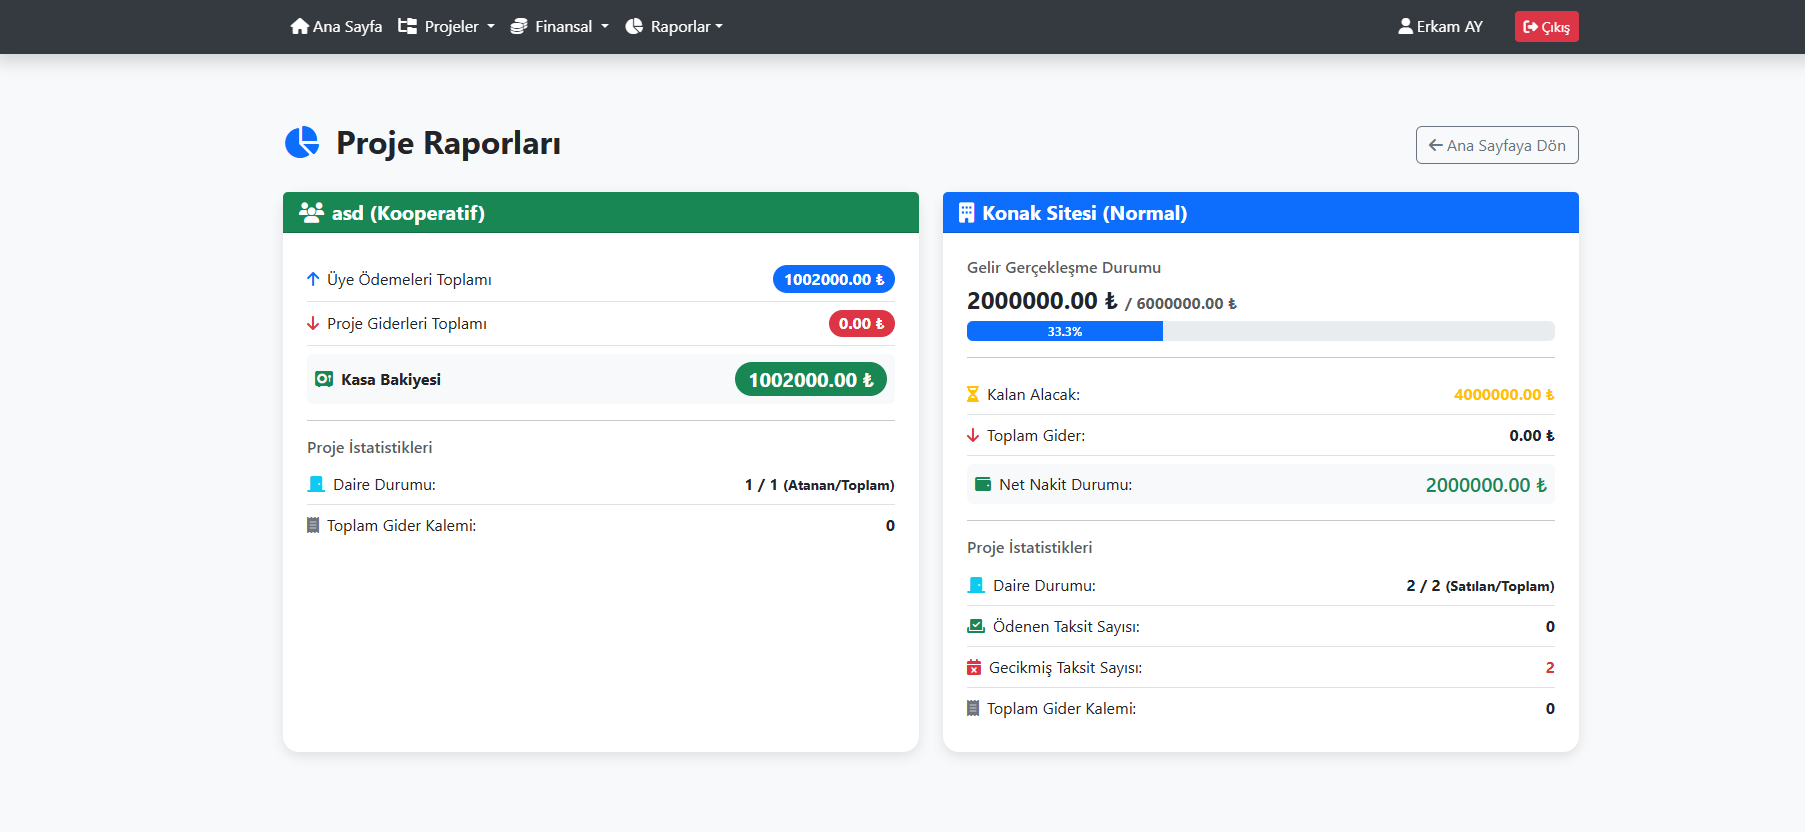 Ana Sayfa Projeler Finansal Raporlar Erkam AY Çıkış
Proje Raporları
Ana Sayfaya Dön
asd (Kooperatif)
Üye Ödemeleri Toplamı 1002000.00 ₺
Proje Giderleri Toplamı 0.00 ₺
Kasa Bakiyesi 1002000.00 ₺
Proje İstatistikleri
Daire Durumu: 1 / 1 (Atanan/Toplam)
Toplam Gider Kalemi: 0
Konak Sitesi (Normal)
Gelir Gerçekleşme Durumu
2000000.00 ₺ / 6000000.00 ₺
33.3%
Kalan Alacak: 4000000.00 ₺
Toplam Gider: 0.00 ₺
Net Nakit Durumu: 2000000.00 ₺
Proje İstatistikleri
Daire Durumu: 2 / 2 (Satılan/Toplam)
Ödenen Taksit Sayısı: 0
Gecikmiş Taksit Sayısı: 2
Toplam Gider Kalemi: 0